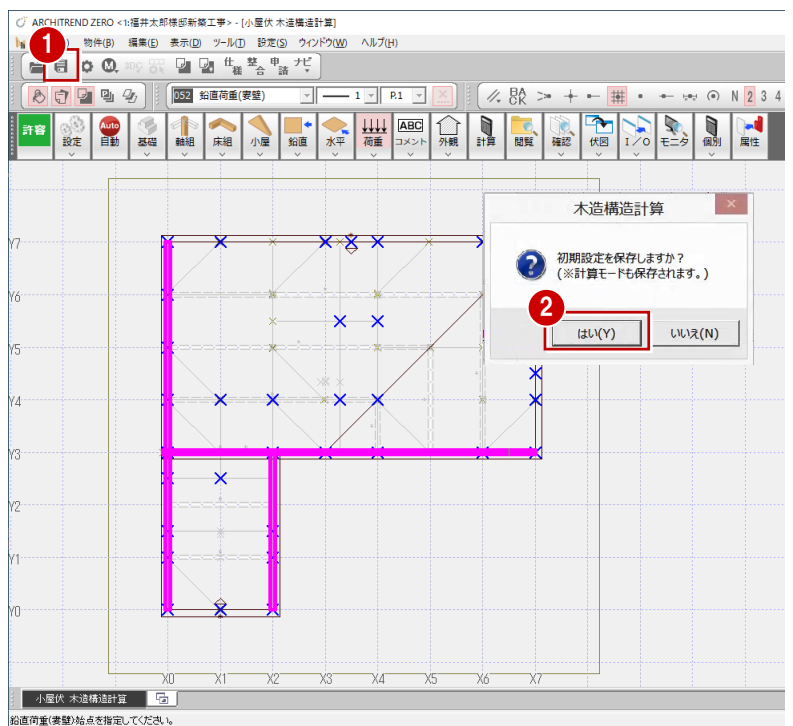 ARCHITREND ZERO <1:福井太郎様邸新築工事> - [小屋伏 木造構造計算]
1
物件(B) 編集(E) 表示(D) ツール(T) 設定(S) ウインドウ(W) ヘルプ(H)
仕様 整合 申請 ナビ
052 鉛直荷重(妻壁) 1 P.1 BACK N 2 3 4
許容 設定 Auto 自動 基礎 軸組 床組 小屋 鉛直 水平 荷重 ABC コメント 外観 計算 閲覧 確認 伏図 I/O モニタ 個別 属性
木造構造計算
初期設定を保存しますか?
(※計算モードも保存されます。)
2
はい(Y) いいえ(N)
Y7
Y6
Y5
Y4
Y3
Y2
Y1
Y0
X0 X1 X2 X3 X4 X5 X6 X7
小屋伏 木造構造計算
鉛直荷重(妻壁)始点を指定してください。